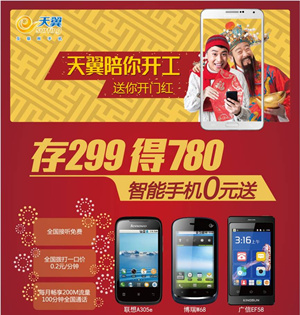 天翼
天翼陪你开工
送你开门红
存299 得780
智能手机0元送
全国接听免费
全国拨打一口价
0.2元/分钟
每月畅享200M流量
100分钟全国通话
联想A305e
博瑞W68
广信EF58